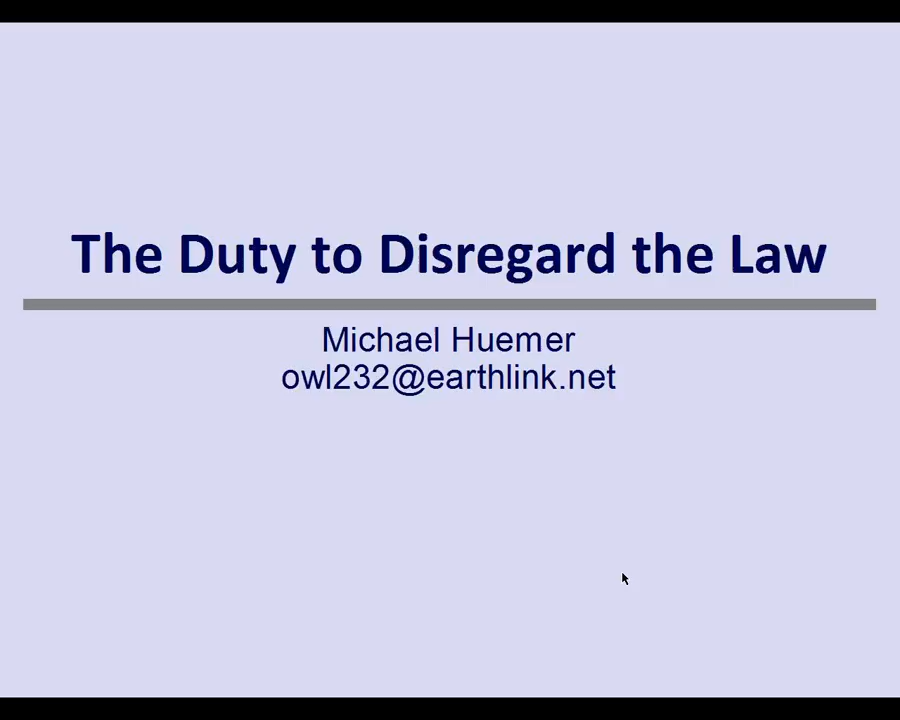 The Duty to Disregard the Law
Michael Huemer
owl232@earthlink.net